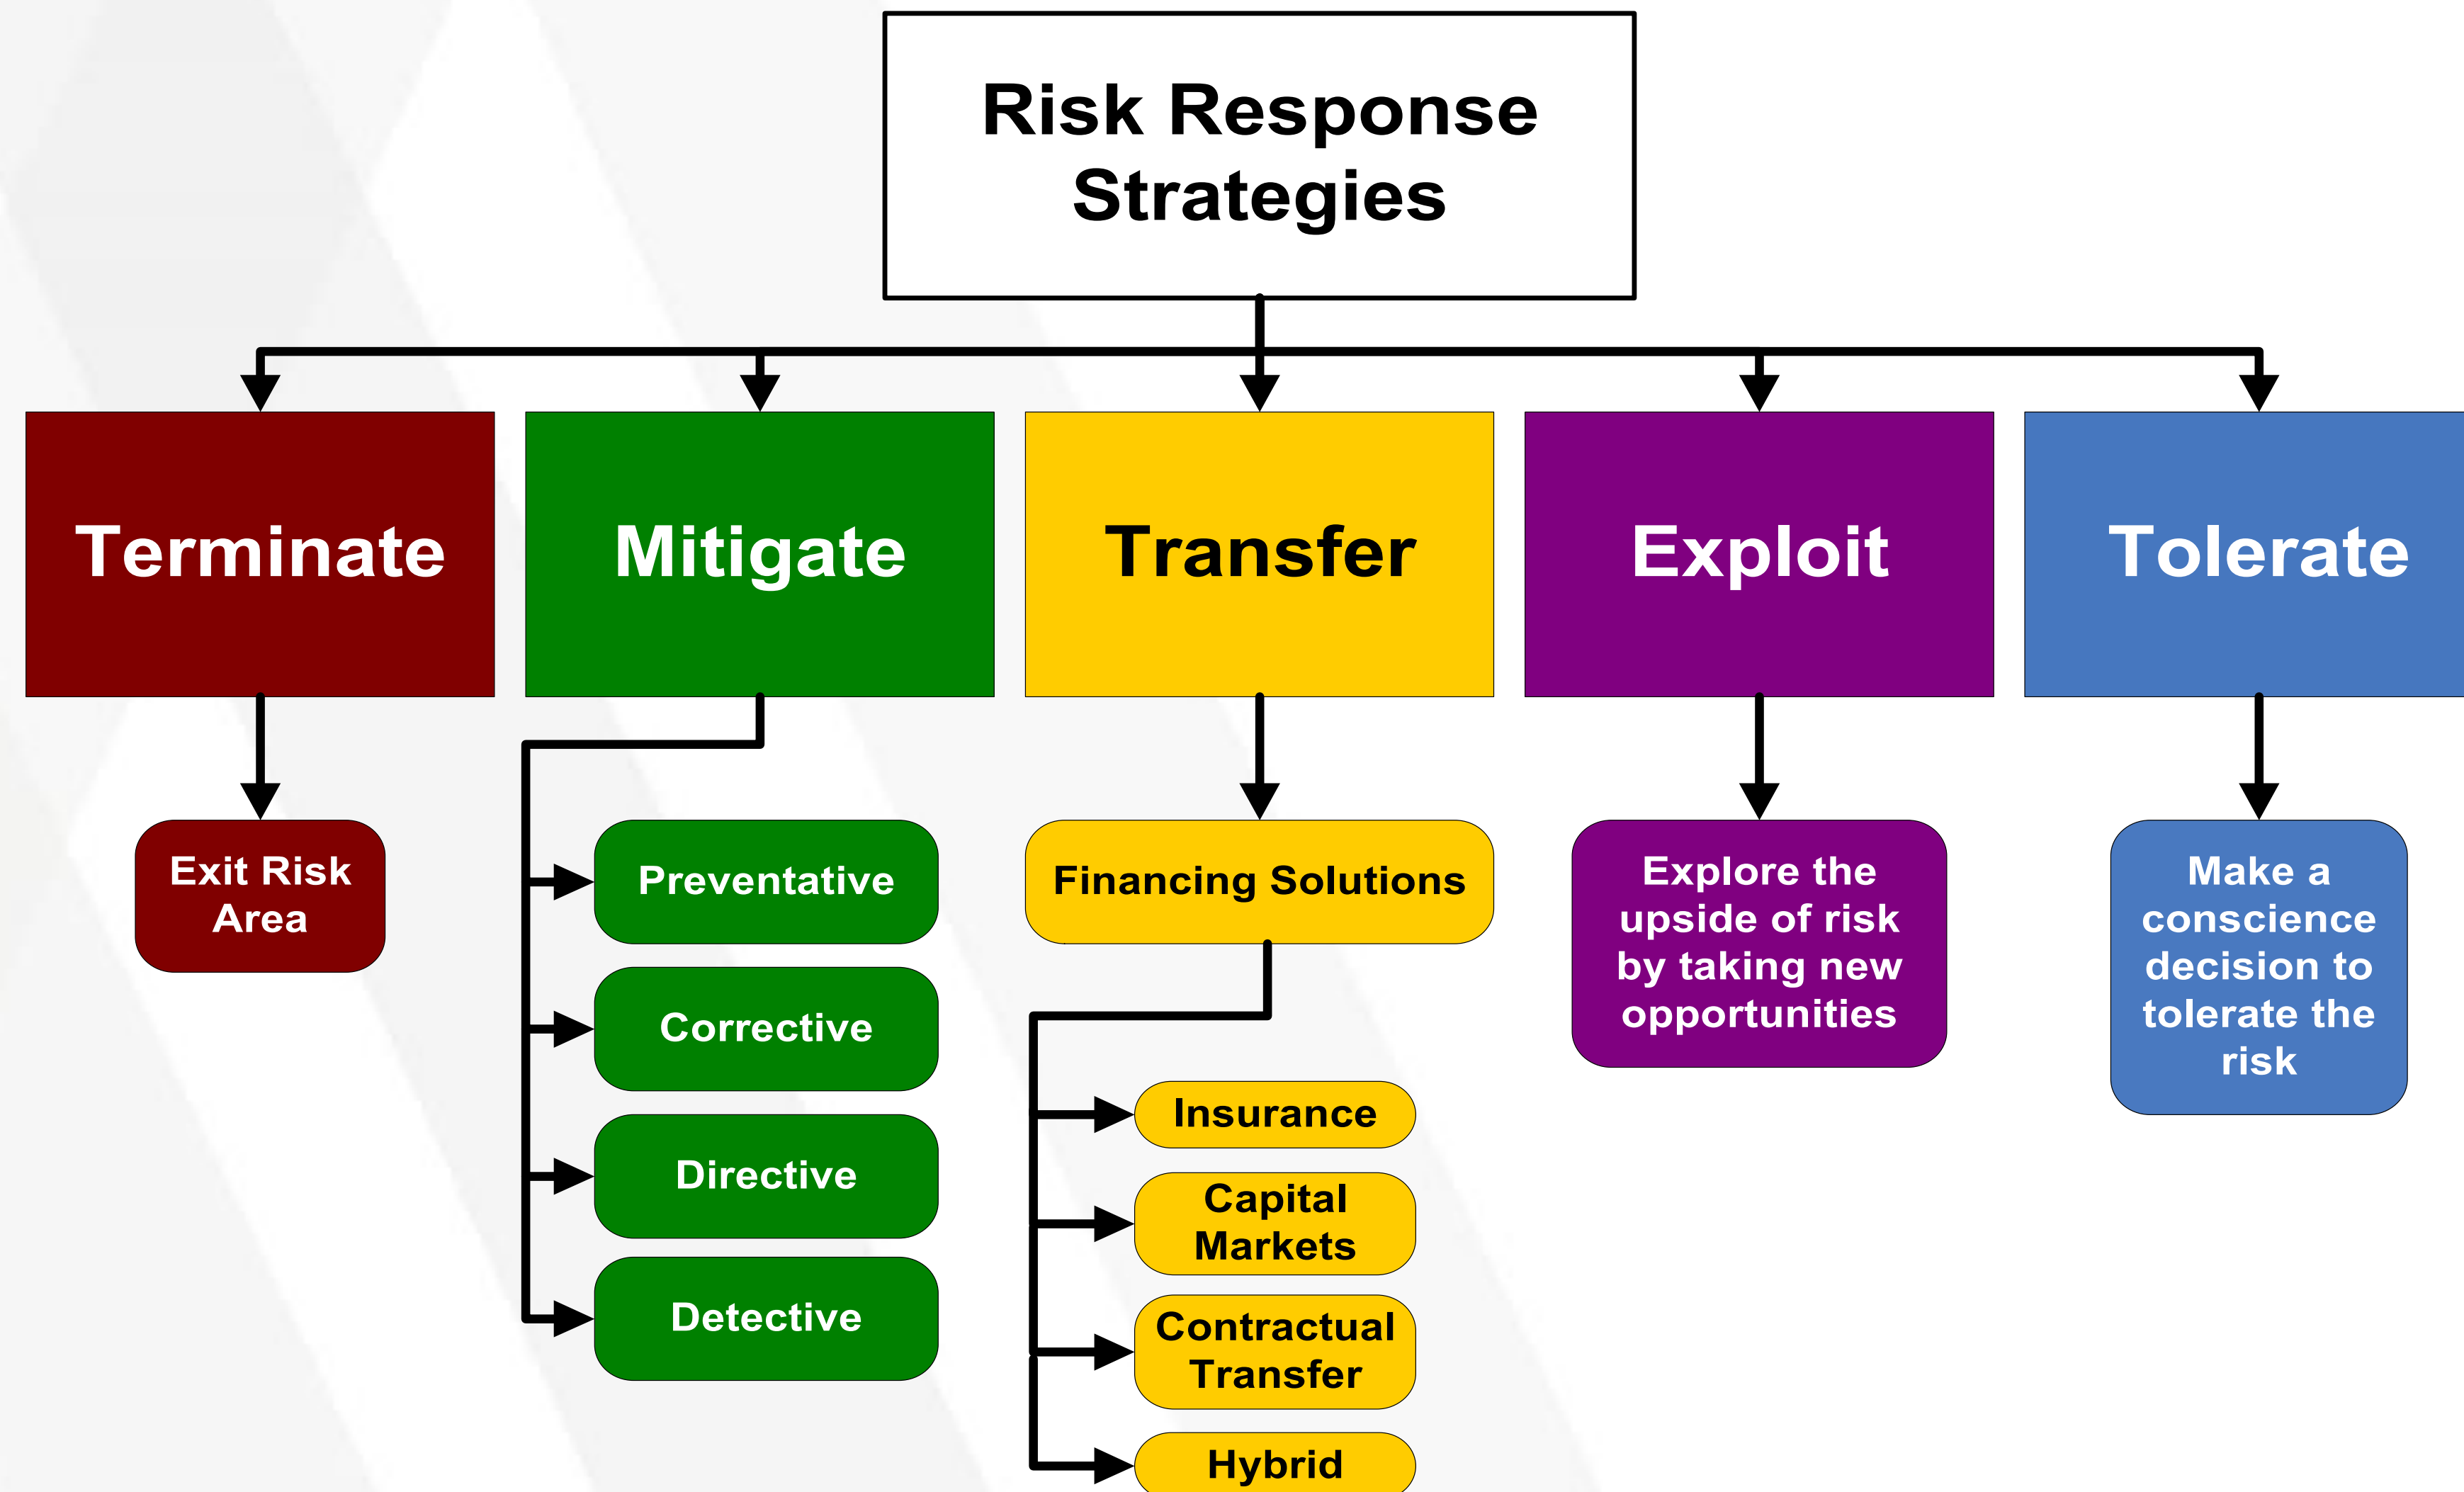 Risk Response
Strategies
Terminate
Mitigate
Transfer
Exploit
Tolerate
Exit Risk
Area
Preventative
Corrective
Directive
Detective
Financing Solutions
Insurance
Capital
Markets
Contractual
Transfer
Hybrid
Explore the
upside of risk
by taking new
opportunities
Make a
conscience
decision to
tolerate the
risk